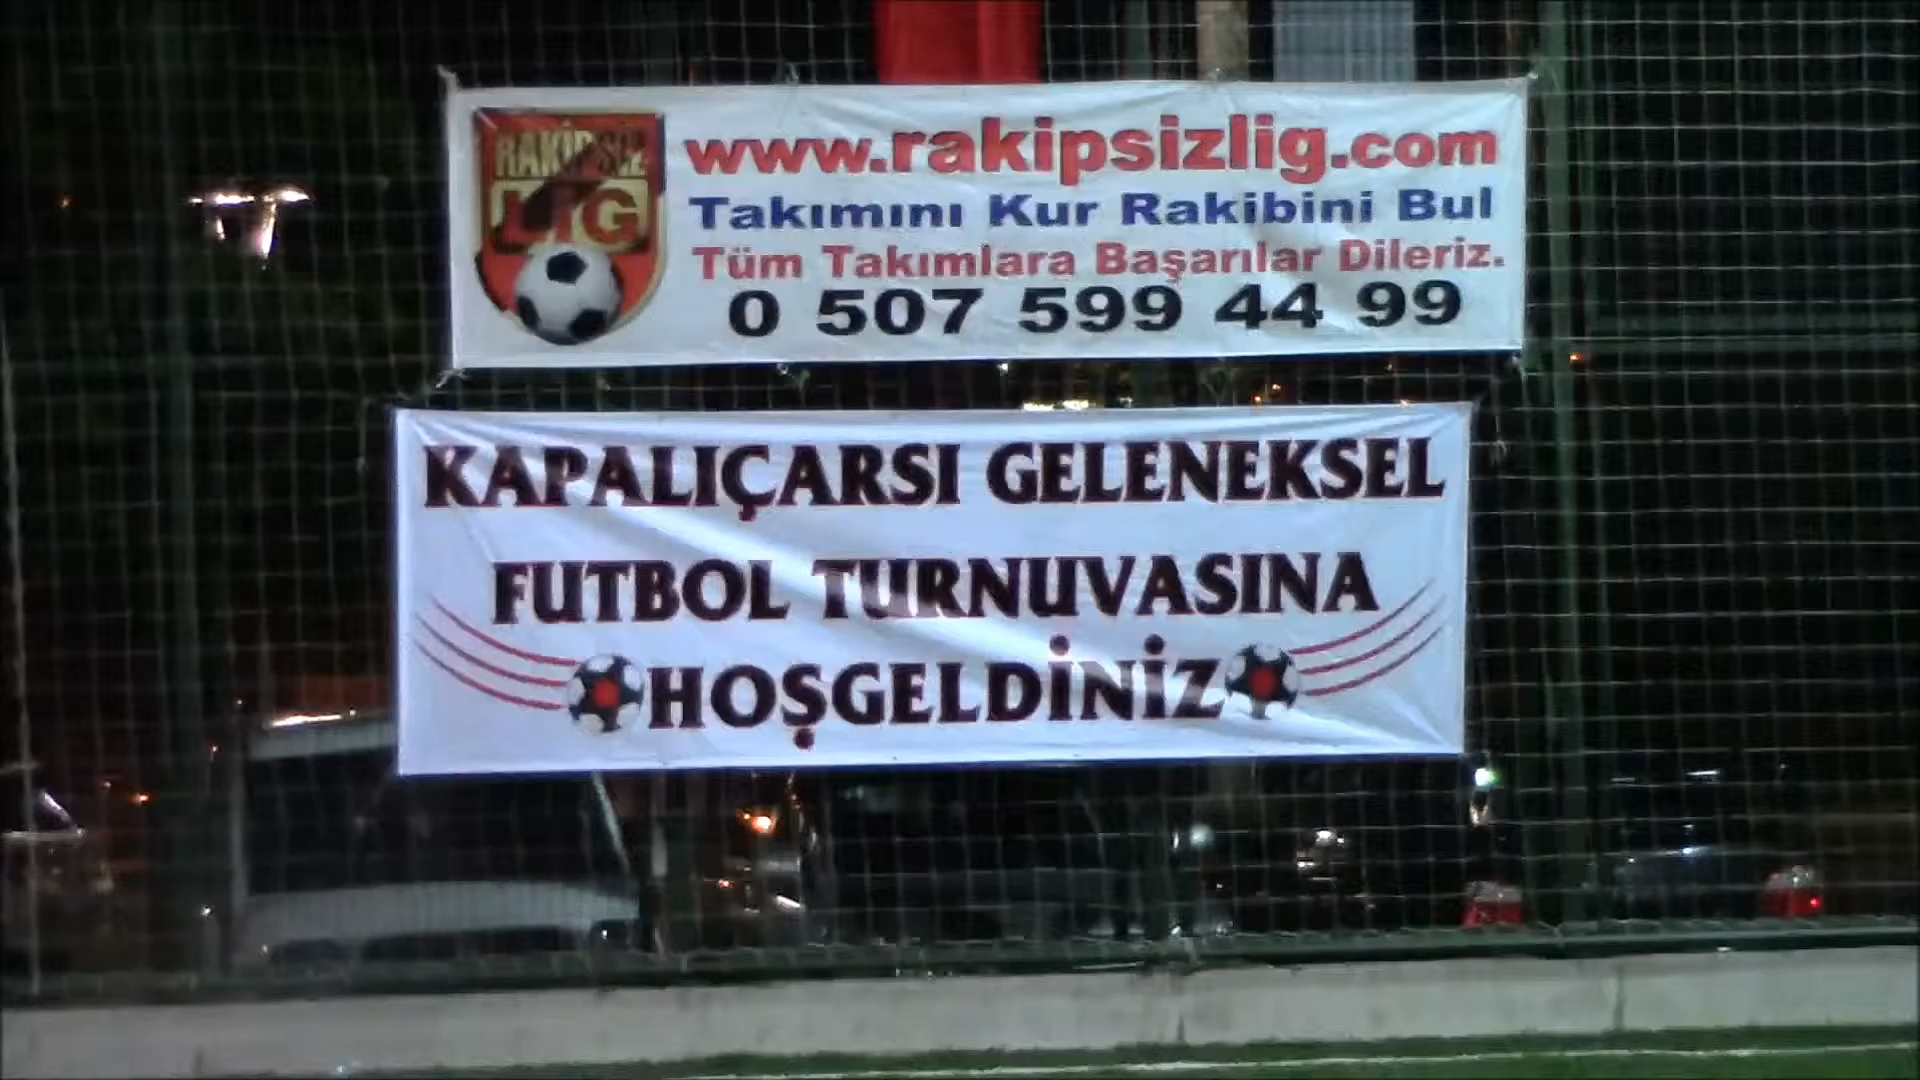 RAKİPSİZ
LİG
www.rakipsizlig.com
Takımını Kur Rakibini Bul
Tüm Takımlara Başarılar Dileriz.
0 507 599 44 99
KAPALIÇARSI GELENEKSEL
FUTBOL TURNUVASINA
HOŞGELDİNİZ